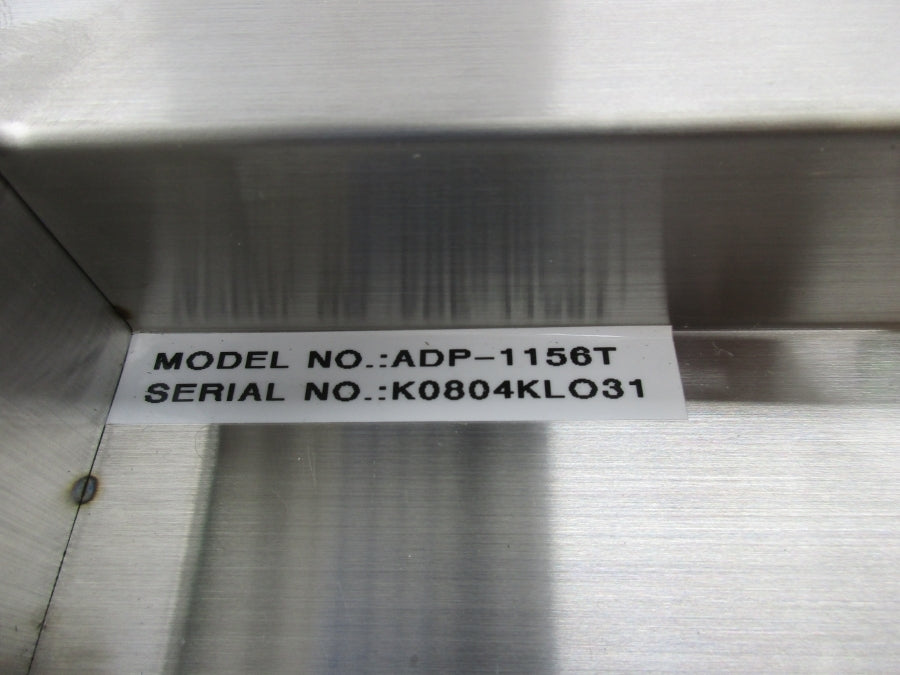 MODEL NO.:ADP-1156T
SERIAL NO.:K0804KLO31